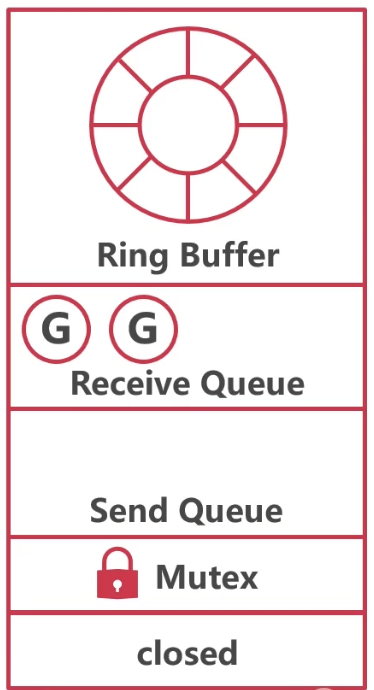 Ring Buffer
G G
Receive Queue
Send Queue
Mutex
closed